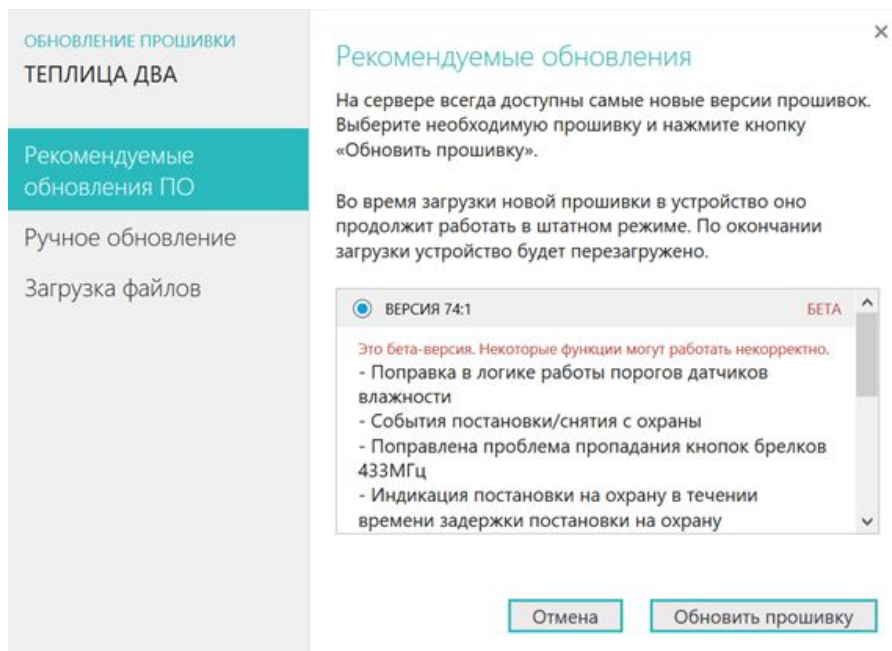 ОБНОВЛЕНИЕ ПРОШИВКИ
ТЕПЛИЦА ДВА
Рекомендуемые
обновления ПО
Ручное обновление
Загрузка файлов
Рекомендуемые обновления
На сервере всегда доступны самые новые версии прошивок.
Выберите необходимую прошивку и нажмите кнопку
«Обновить прошивку».
Во время загрузки новой прошивки в устройство оно
продолжит работать в штатном режиме. По окончании
загрузки устройство будет перезагружено.
ВЕРСИЯ 74:1 БЕТА
Это бета-версия. Некоторые функции могут работать некорректно.
- Поправка в логике работы порогов датчиков
влажности
- События постановки/снятия с охраны
- Поправлена проблема пропадания кнопок брелков
433МГц
- Индикация постановки на охрану в течении
времени задержки постановки на охрану
Отмена
Обновить прошивку